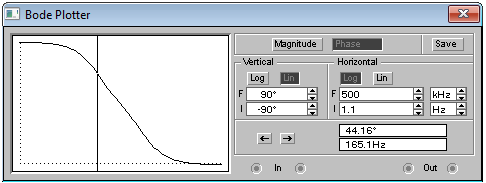 Bode Plotter
Magnitude Phase Save
Vertical Horizontal
Log Lin Log Lin
F 90° F 500 kHz
I -90° I 1.1 Hz
44.16°
165.1Hz
In Out